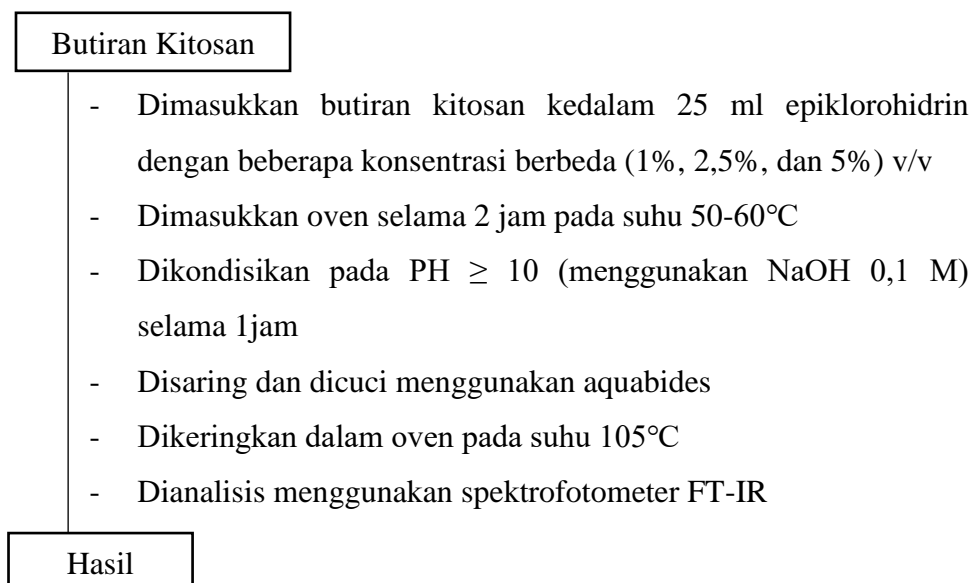 Butiran Kitosan
- Dimasukkan butiran kitosan kedalam 25 ml epiklorohidrin
dengan beberapa konsentrasi berbeda (1%, 2,5%, dan 5%) v/v
- Dimasukkan oven selama 2 jam pada suhu 50-60°C
- Dikondisikan pada PH ≥ 10 (menggunakan NaOH 0,1 M)
selama 1jam
- Disaring dan dicuci menggunakan aquabides
- Dikeringkan dalam oven pada suhu 105°C
- Dianalisis menggunakan spektrofotometer FT-IR
Hasil